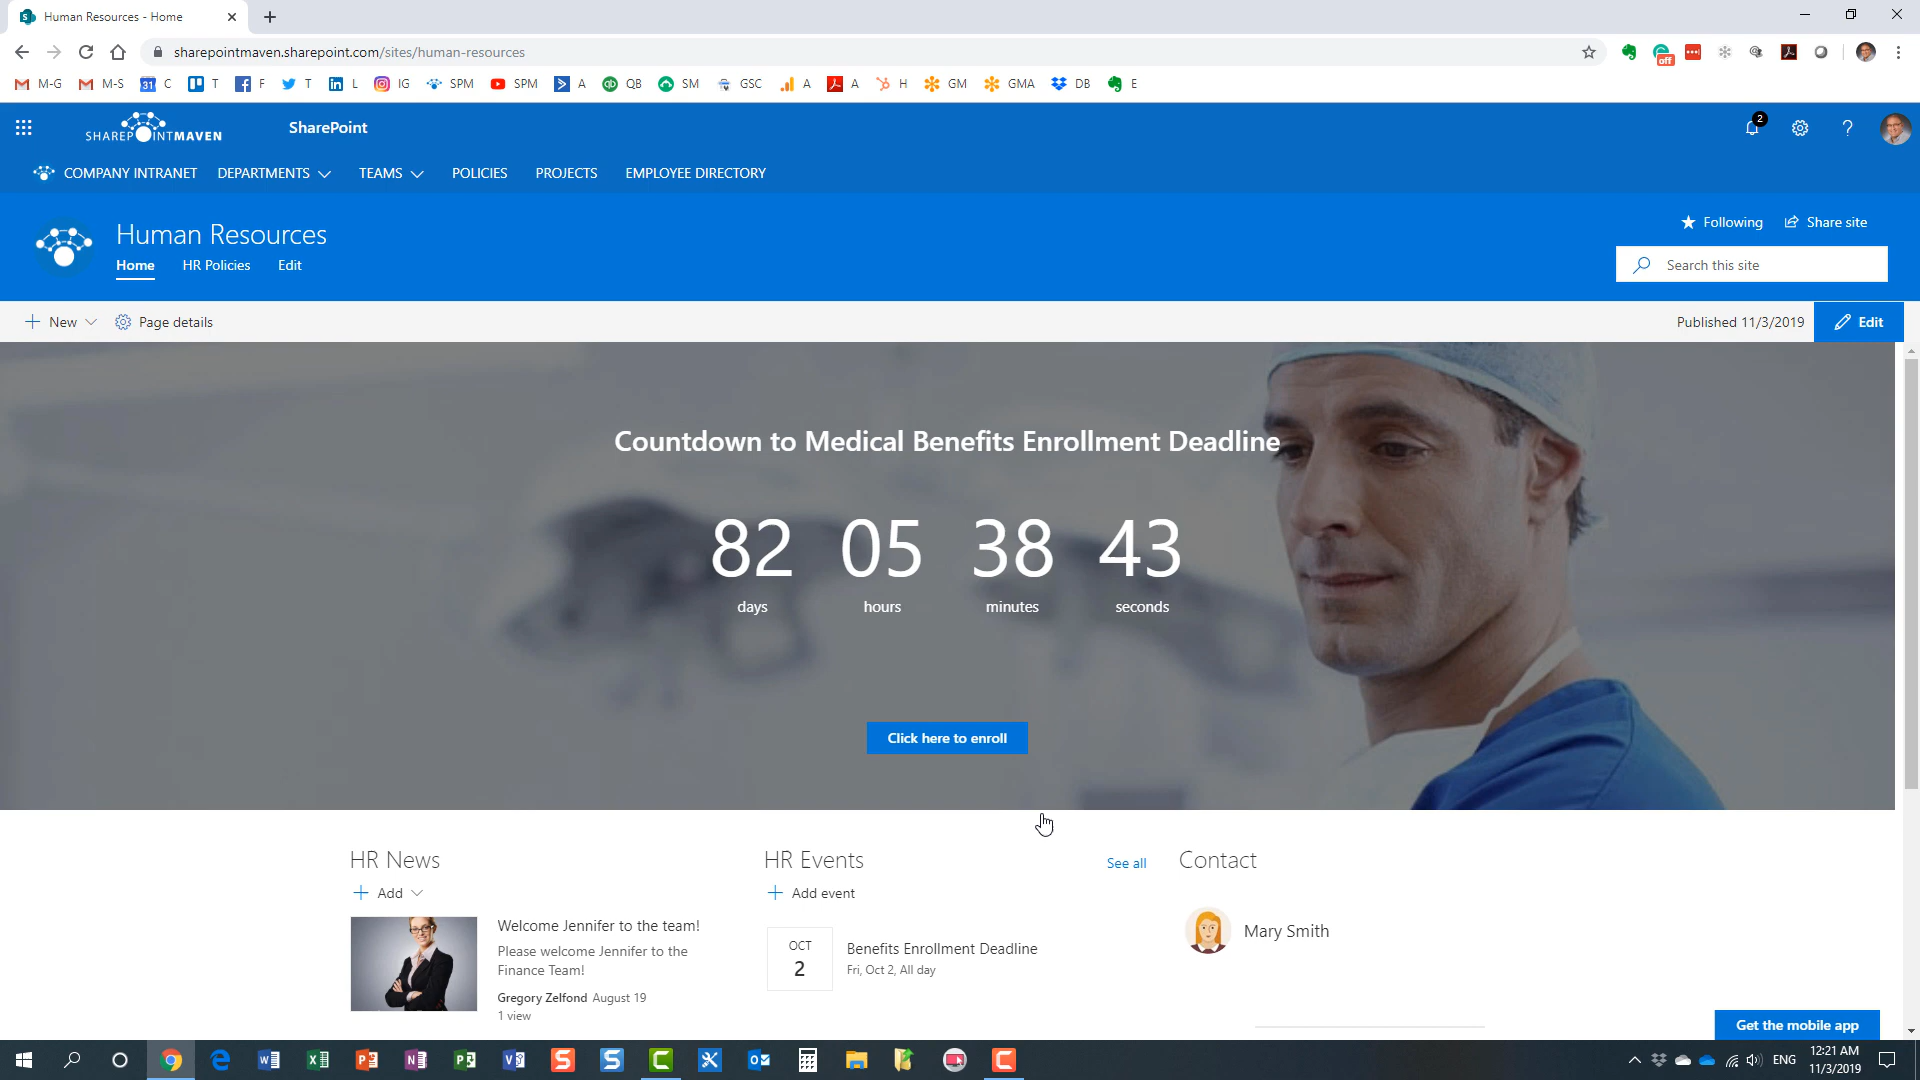 Human Resources - Home
sharepointmaven.sharepoint.com/sites/human-resources
off
M-G M-S 31 C T F T L IG SPM SPM A QB SM GSC A A H GM GMA DB E
SHAREPOINTMAVEN SharePoint 2
COMPANY INTRANET DEPARTMENTS TEAMS POLICIES PROJECTS EMPLOYEE DIRECTORY
Following Share site
Human Resources
Home HR Policies Edit
Search this site
New Page details Published 11/3/2019 Edit
Countdown to Medical Benefits Enrollment Deadline
82 05 38 43
days hours minutes seconds
Click here to enroll
HR News
Add
Welcome Jennifer to the team!
Please welcome Jennifer to the
Finance Team!
Gregory Zelfond August 19
1 view
HR Events See all
Add event
OCT
2
Benefits Enrollment Deadline
Fri, Oct 2, All day
Contact
Mary Smith
Get the mobile app
ENG
12:21 AM
11/3/2019